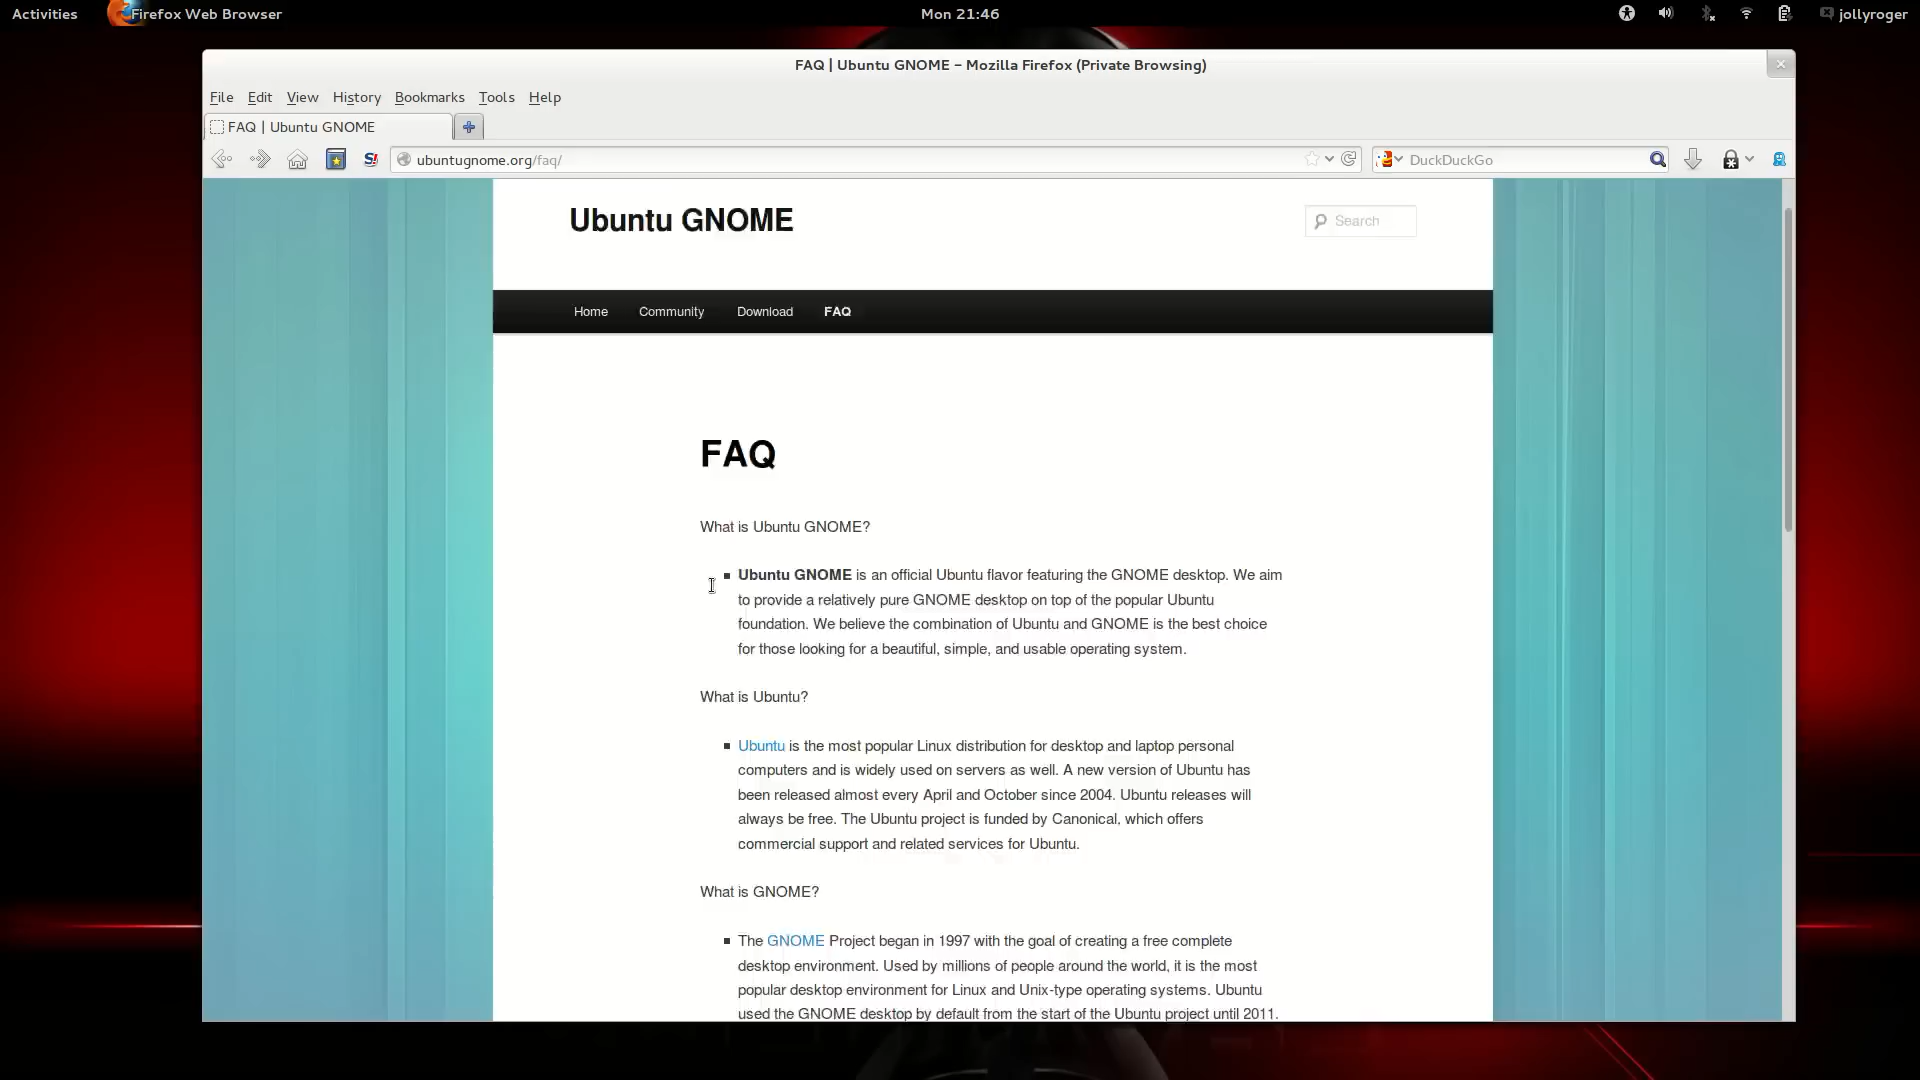 Activities Firefox Web Browser Mon 21:46 jollyroger
FAQ | Ubuntu GNOME – Mozilla Firefox (Private Browsing)
File Edit View History Bookmarks Tools Help
FAQ | Ubuntu GNOME
S! ubuntugnome.org/faq/ DuckDuckGo
Ubuntu GNOME
Search
Home Community Download FAQ
FAQ
What is Ubuntu GNOME?
Ubuntu GNOME is an official Ubuntu flavor featuring the GNOME desktop. We aim
to provide a relatively pure GNOME desktop on top of the popular Ubuntu
foundation. We believe the combination of Ubuntu and GNOME is the best choice
for those looking for a beautiful, simple, and usable operating system.
What is Ubuntu?
Ubuntu is the most popular Linux distribution for desktop and laptop personal
computers and is widely used on servers as well. A new version of Ubuntu has
been released almost every April and October since 2004. Ubuntu releases will
always be free. The Ubuntu project is funded by Canonical, which offers
commercial support and related services for Ubuntu.
What is GNOME?
The GNOME Project began in 1997 with the goal of creating a free complete
desktop environment. Used by millions of people around the world, it is the most
popular desktop environment for Linux and Unix-type operating systems. Ubuntu
used the GNOME desktop by default from the start of the Ubuntu project until 2011.